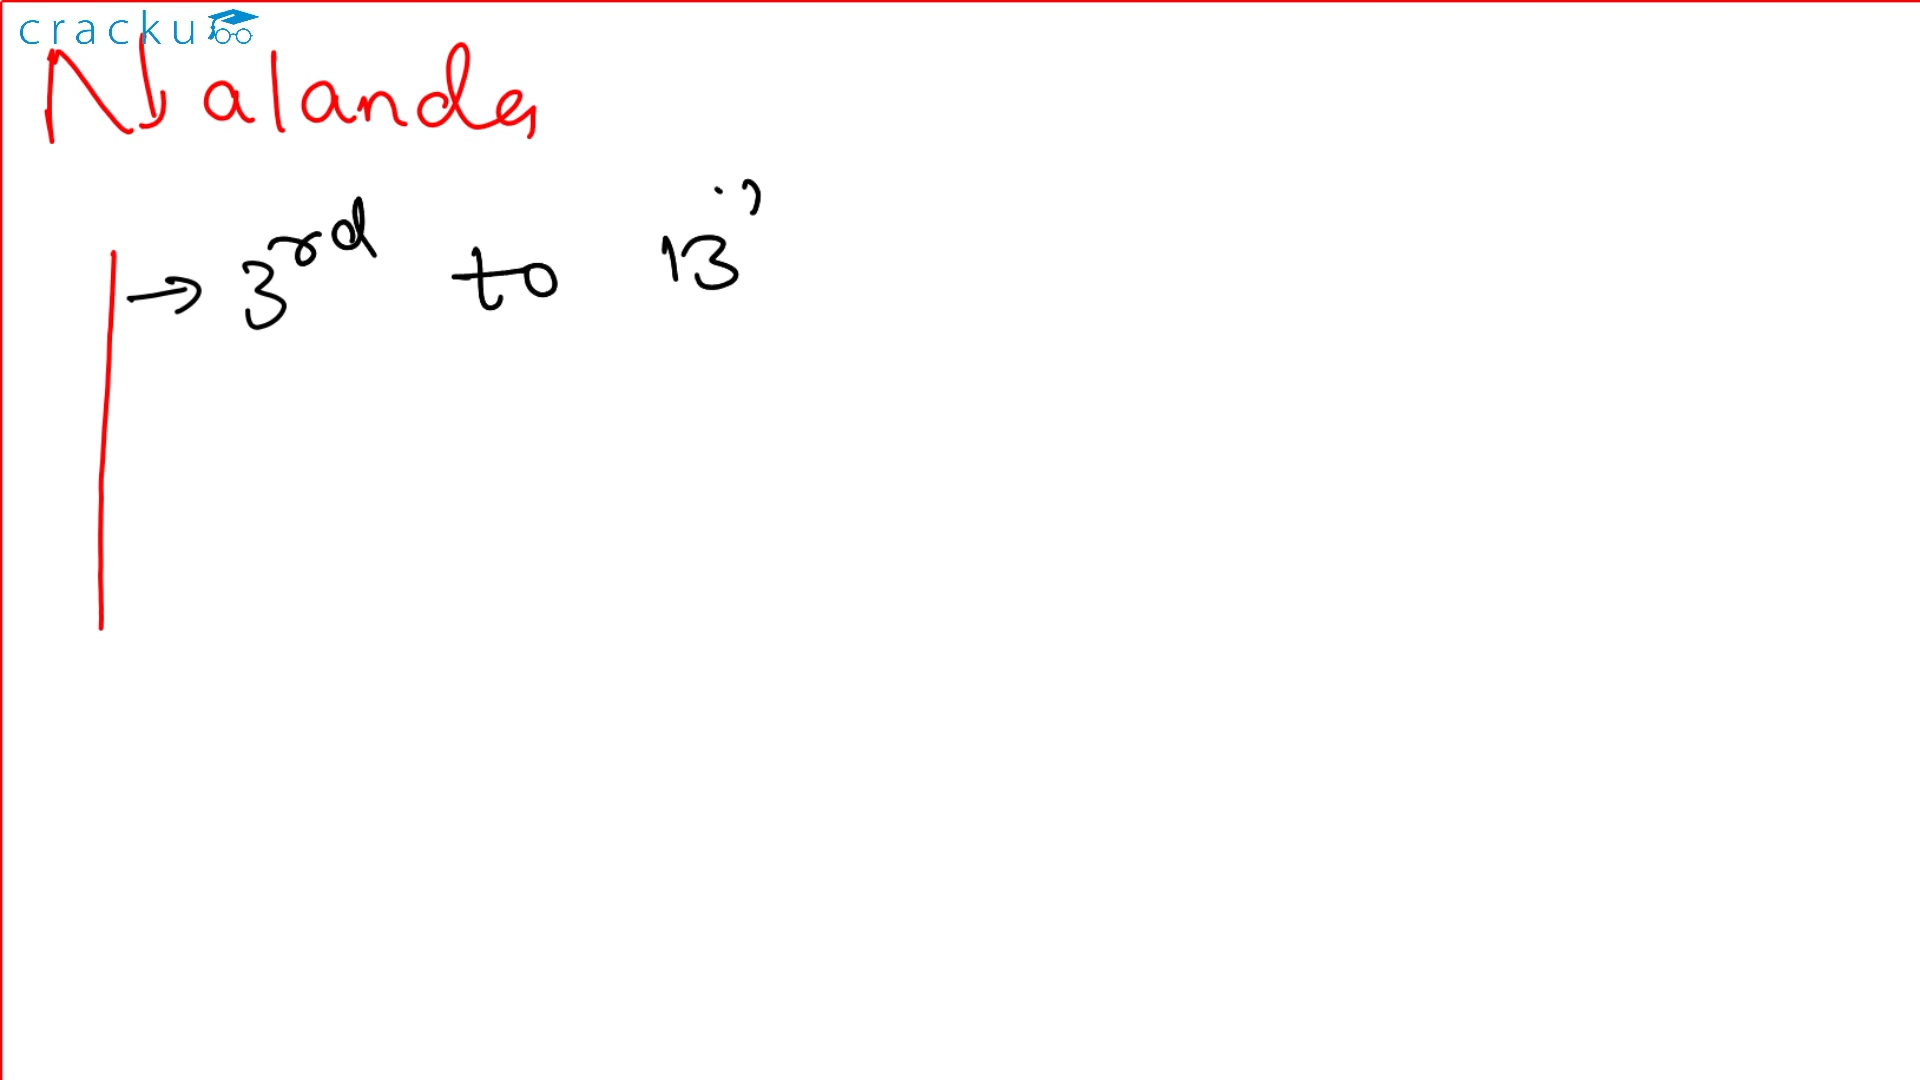 cracku
Nalanda
→ 3rd to 13